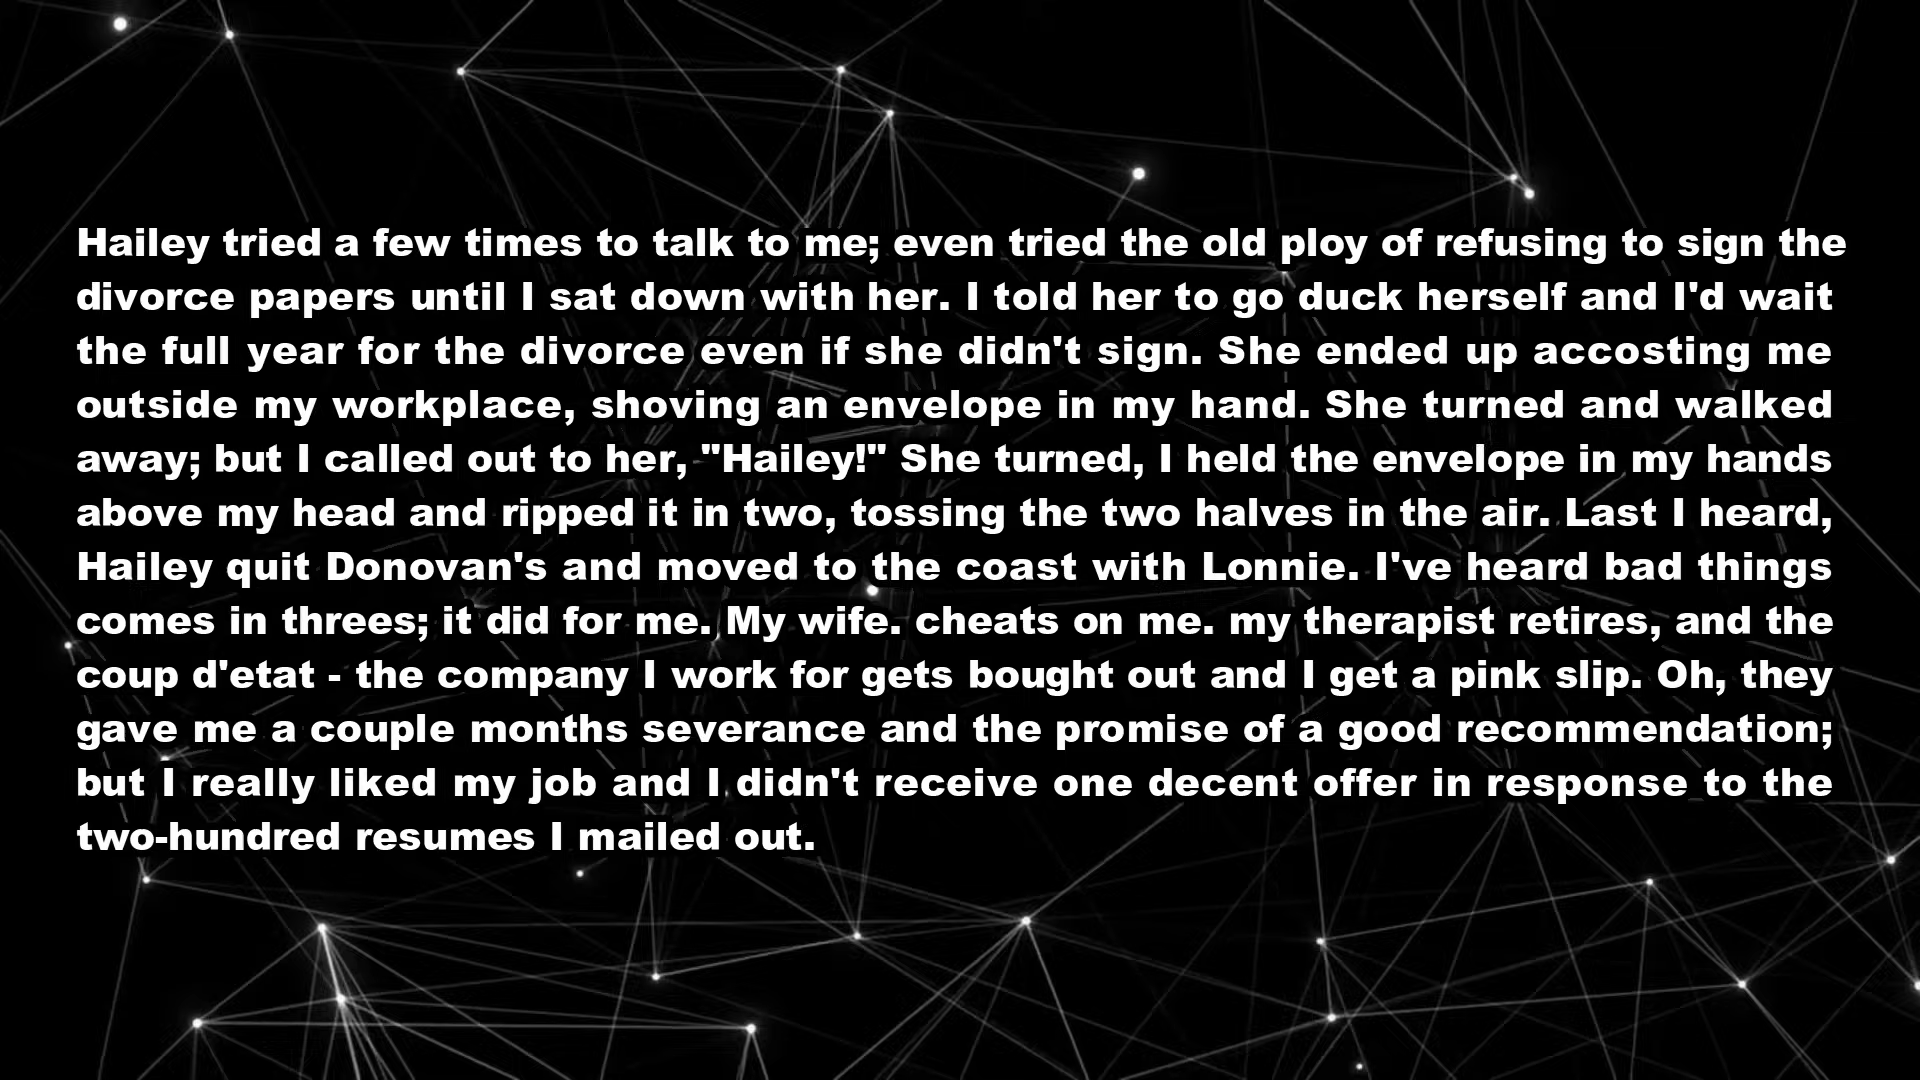 Hailey tried a few times to talk to me; even tried the old ploy of refusing to sign the
divorce papers until I sat down with her. I told her to go duck herself and I'd wait
the full year for the divorce even if she didn't sign. She ended up accosting me
outside my workplace, shoving an envelope in my hand. She turned and walked
away; but I called out to her, "Hailey!" She turned, I held the envelope in my hands
above my head and ripped it in two, tossing the two halves in the air. Last I heard,
Hailey quit Donovan's and moved to the coast with Lonnie. I've heard bad things
comes in threes; it did for me. My wife. cheats on me. my therapist retires, and the
coup d'etat - the company I work for gets bought out and I get a pink slip. Oh, they
gave me a couple months severance and the promise of a good recommendation;
but I really liked my job and I didn't receive one decent offer in response to the
two-hundred resumes I mailed out.